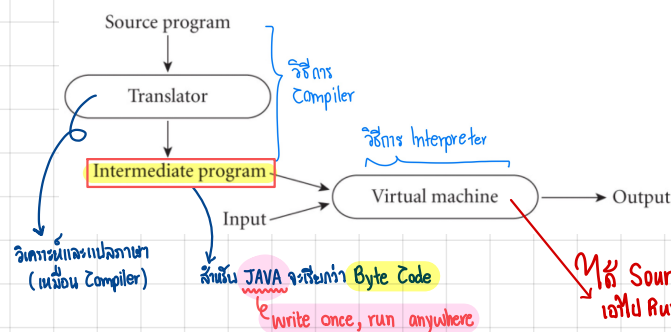 Source program
วิธีการ
Compiler
Translator
วิธีการ Interpreter
Intermediate program
Virtual machine
Output
Input
วิเคราะห์และแปลภาษา
(เหมือน Compiler)
สำหรับ JAVA จะเรียกว่า Byte Code
Write once, run anywhere
ได้ Sour
เอาไป Ru